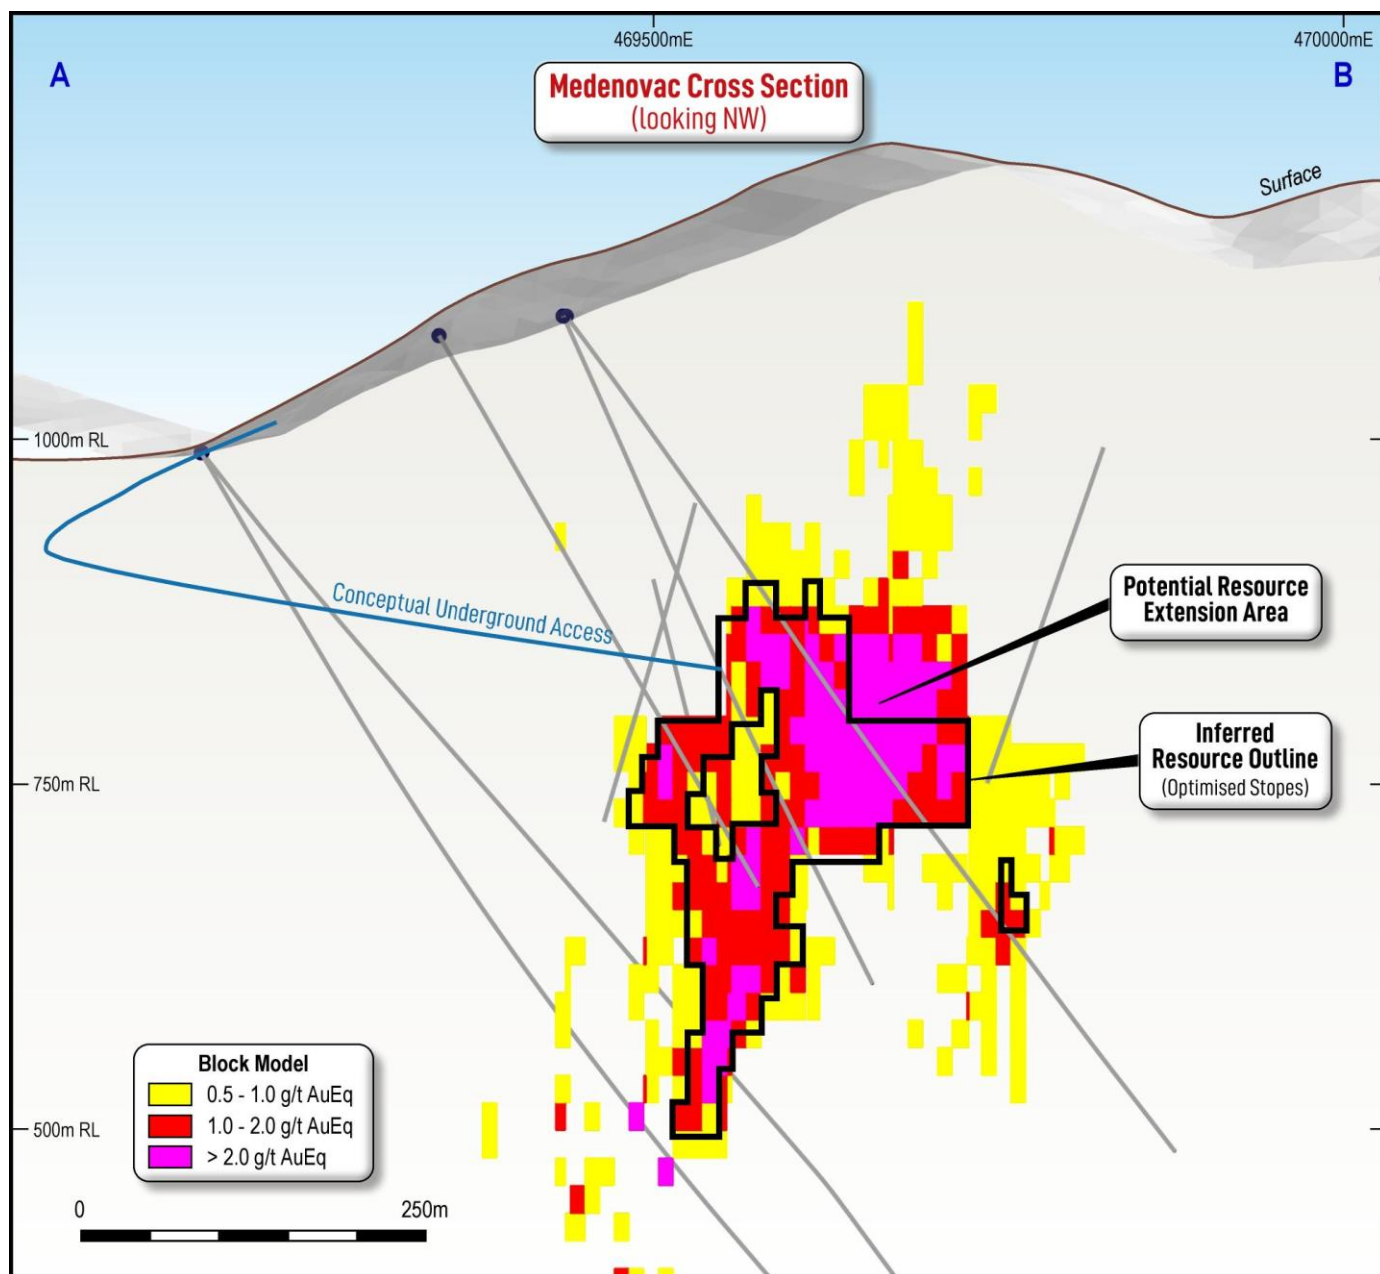 469500mE
470000mE
A
B
Medenovac Cross Section
(looking NW)
Surface
1000m RL
Conceptual Underground Access
Potential Resource
Extension Area
Inferred
Resource Outline
(Optimised Stopes)
750m RL
Block Model
0.5 - 1.0 g/t AuEq
1.0 - 2.0 g/t AuEq
> 2.0 g/t AuEq
500m RL
0
250m